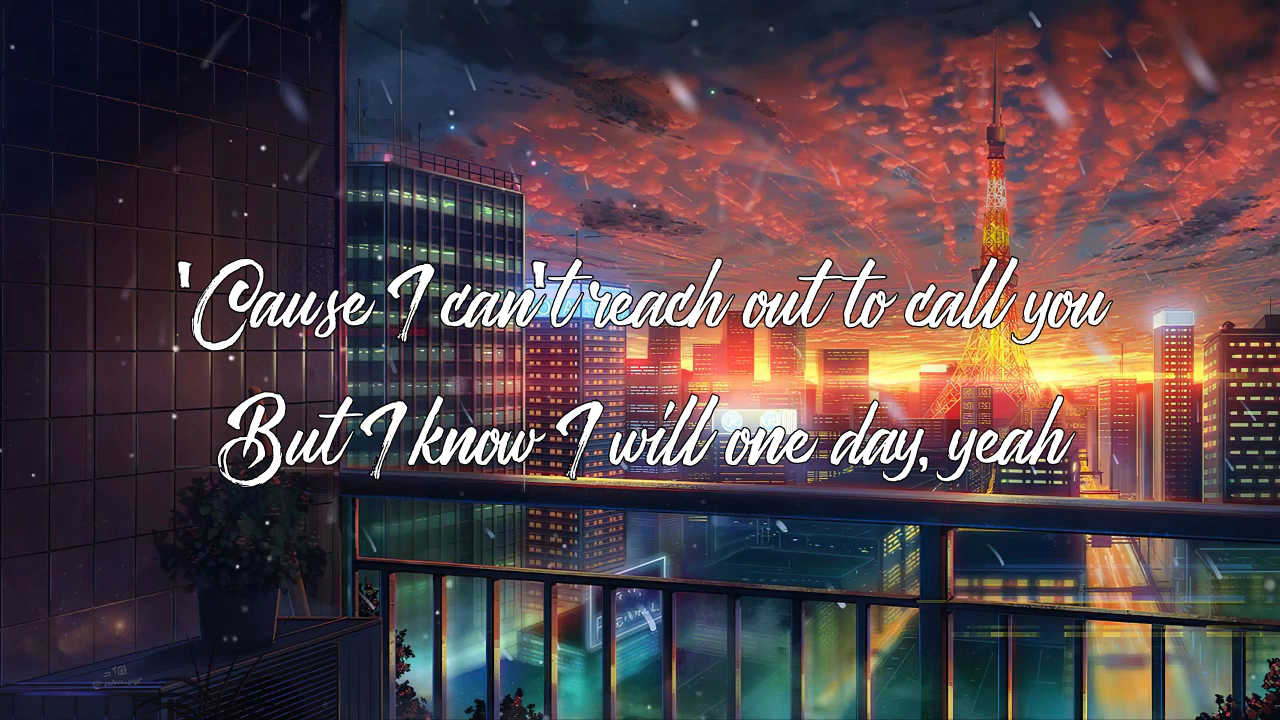 'Cause I can't reach out to call you
But I know I will one day, yeah